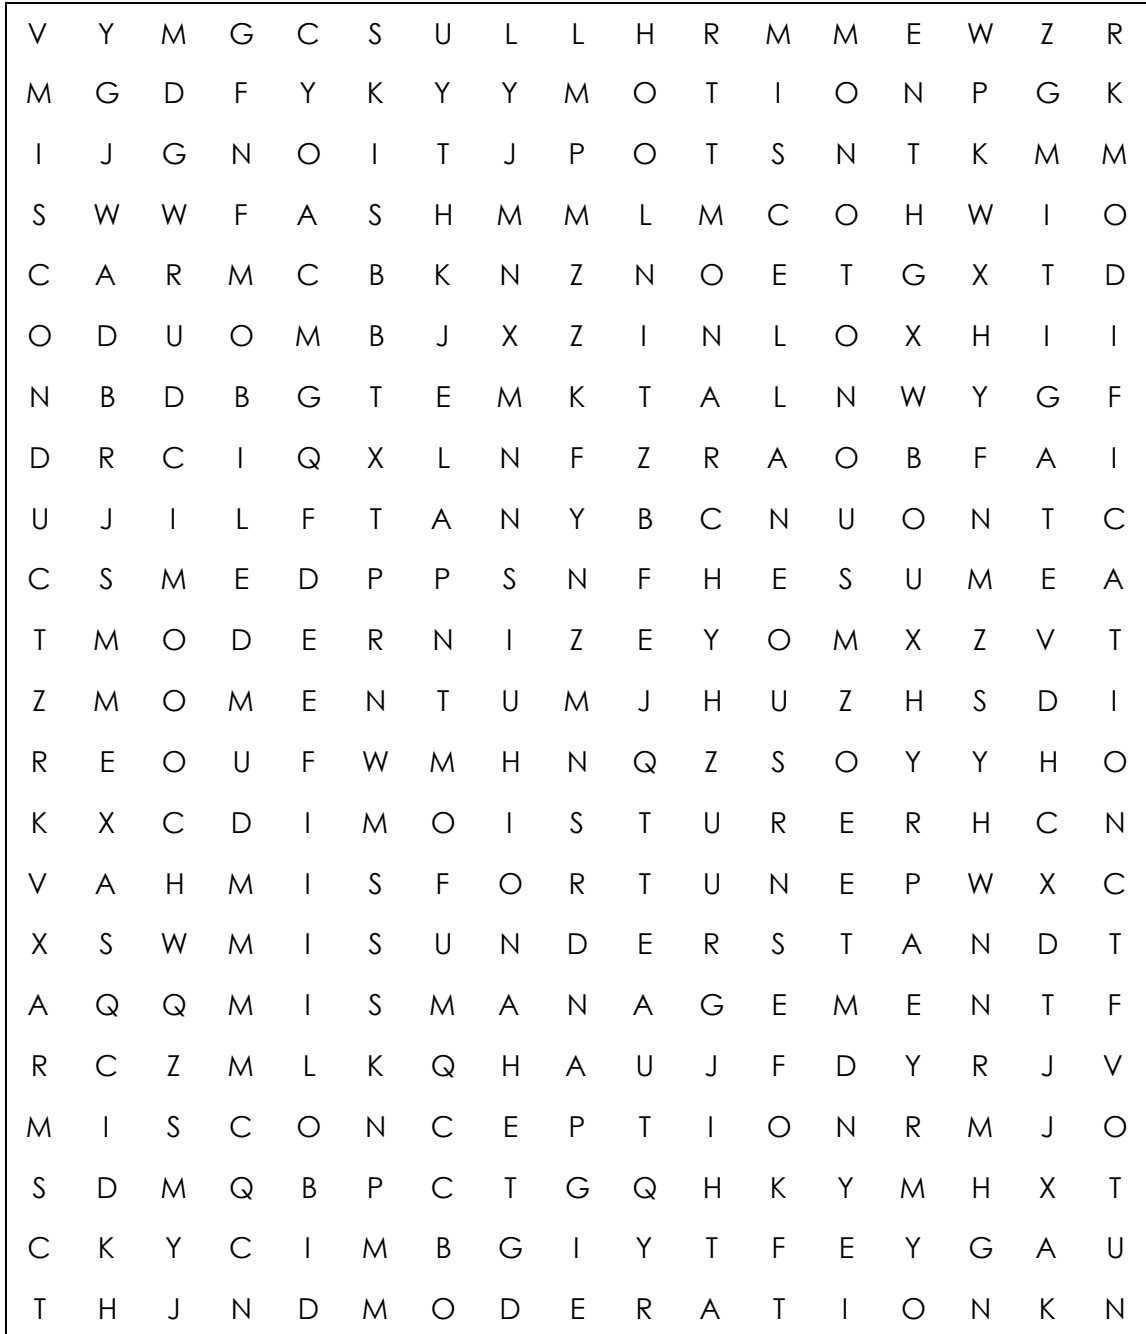 V Y M G C S U L L H R M M E W Z R
M G D F Y K Y Y M O T I O N P G K
I J G N O I T J P O T S N T K M M
S W W F A S H M M L M C O H W I O
C A R M C B K N Z N O E T G X T D
O D U O M B J X Z I N L O X H I I
N B D B G T E M K T A L N W Y G F
D R C I Q X L N F Z R A O B F A I
U J I L F T A N Y B C N U O N T C
C S M E D P P S N F H E S U M E A
T M O D E R N I Z E Y O M X Z V T
Z M O M E N T U M J H U Z H S D I
R E O U F W M H N Q Z S O Y Y H O
K X C D I M O I S T U R E R H C N
V A H M I S F O R T U N E P W X C
X S W M I S U N D E R S T A N D T
A Q Q M I S M A N A G E M E N T F
R C Z M L K Q H A U J F D Y R J V
M I S C O N C E P T I O N R M J O
S D M Q B P C T G Q H K Y M H X T
C K Y C I M B G I Y T F E Y G A U
T H J N D M O D E R A T I O N K N